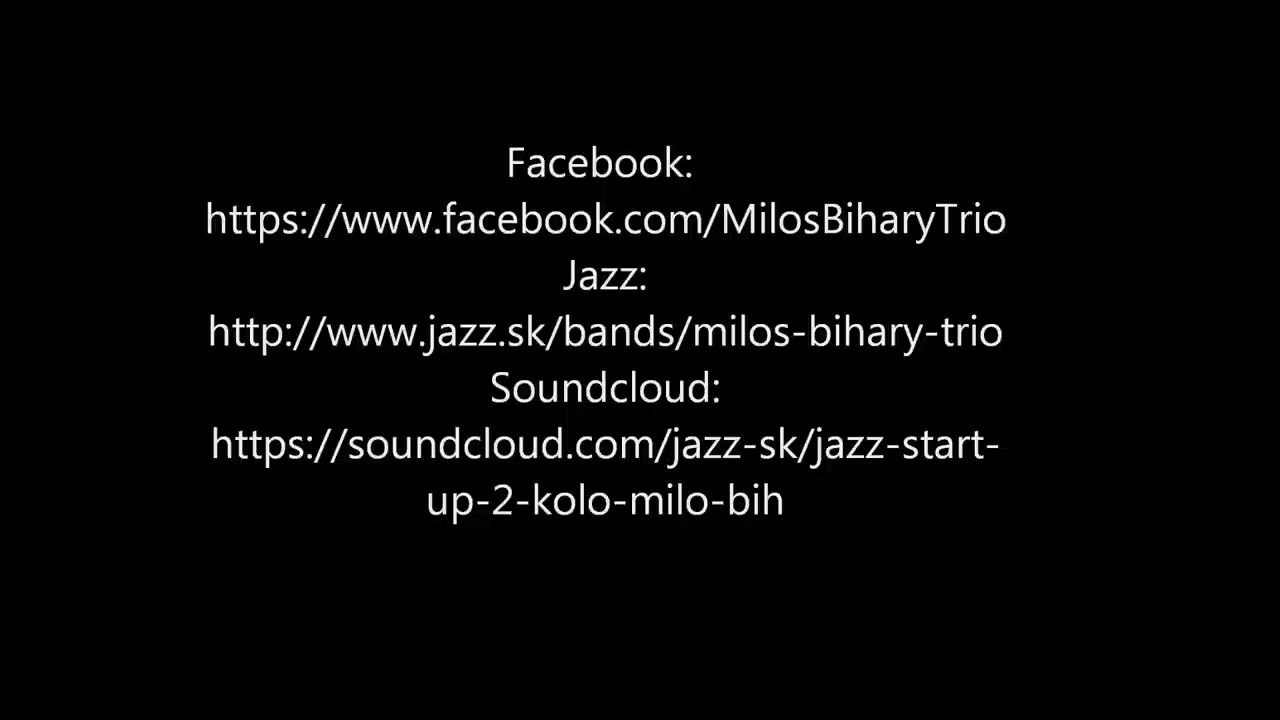 Facebook:
https://www.facebook.com/MilosBiharyTrio
Jazz:
http://www.jazz.sk/bands/milos-bihary-trio
Soundcloud:
https://soundcloud.com/jazz-sk/jazz-start-
up-2-kolo-milo-bih